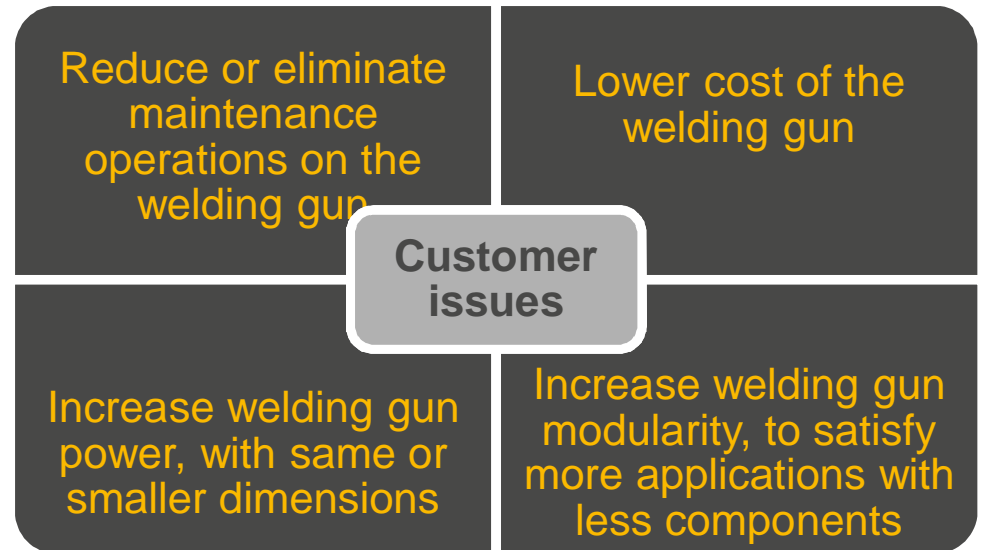 Reduce or eliminate
maintenance
operations on the
welding gun
Lower cost of the
welding gun
Customer
issues
Increase welding gun
power, with same or
smaller dimensions
Increase welding gun
modularity, to satisfy
more applications with
less components